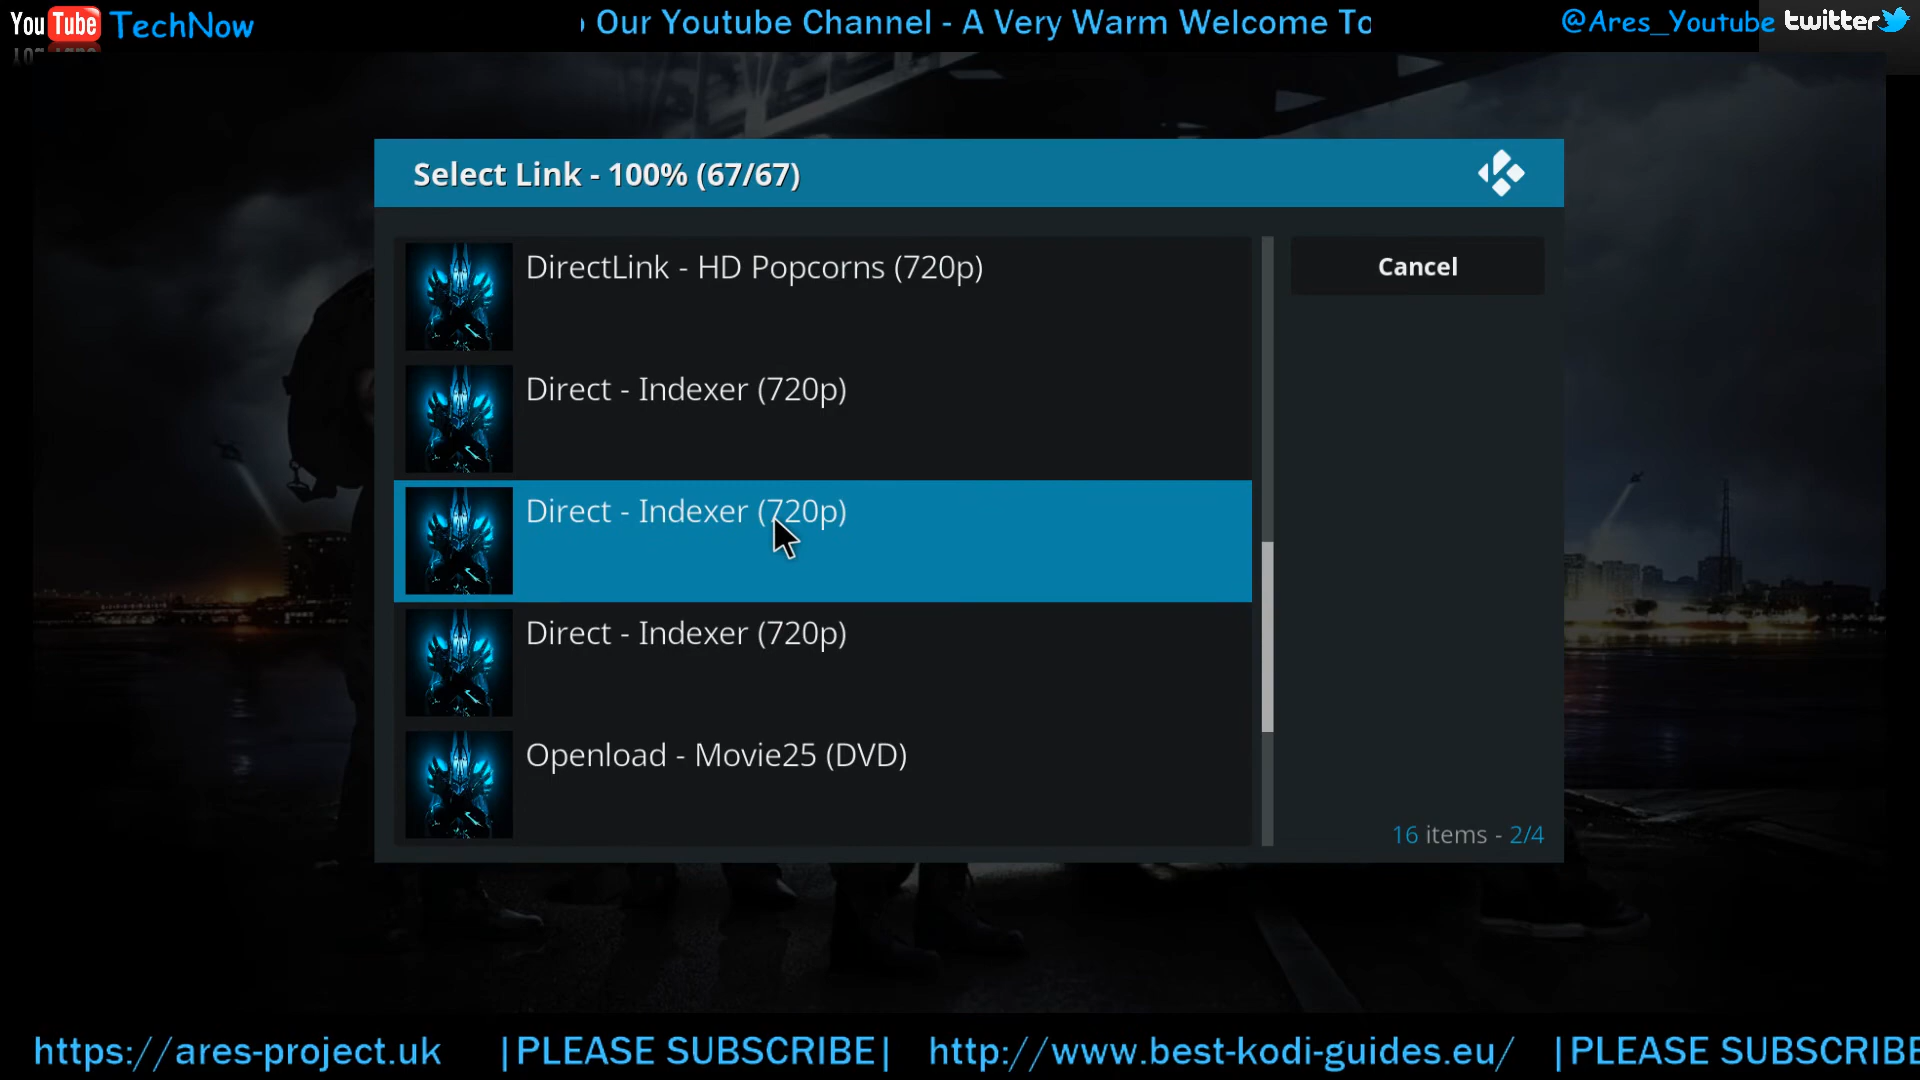 You Tube TechNow
Our Youtube Channel - A Very Warm Welcome To
@Ares_Youtube twitter
Select Link - 100% (67/67)
DirectLink - HD Popcorns (720p)
Cancel
Direct - Indexer (720p)
Direct - Indexer (720p)
Direct - Indexer (720p)
Openload - Movie25 (DVD)
16 items - 2/4
https://ares-project.uk |PLEASE SUBSCRIBE| http://www.best-kodi-guides.eu/ |PLEASE SUBSCRIBE